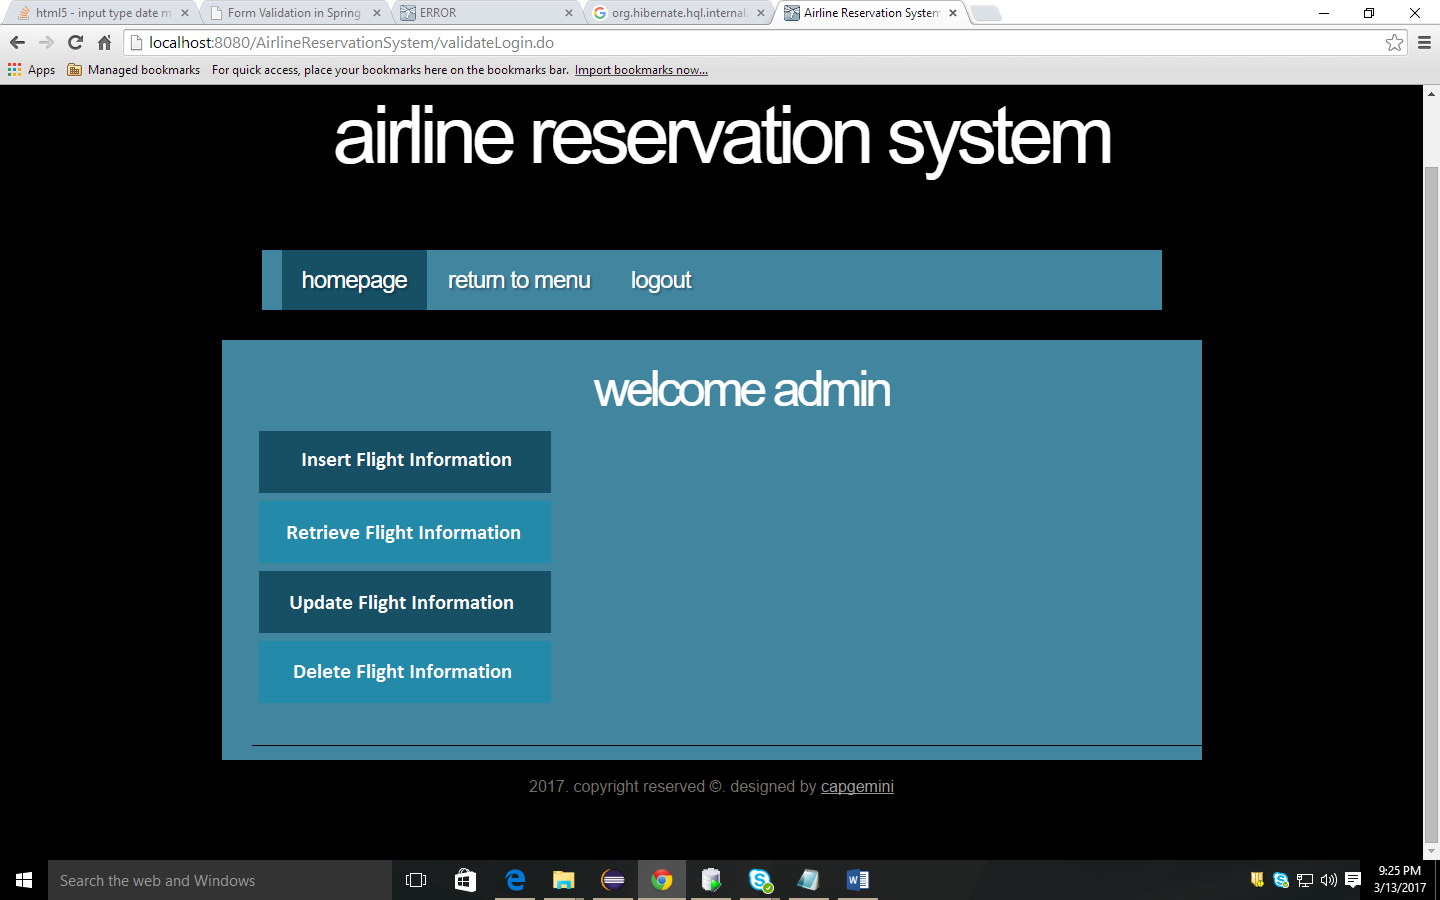 html5 - input type date m
Form Validation in Spring
ERROR
org.hibernate.hql.internal.
Airline Reservation System
localhost:8080/AirlineReservationSystem/validateLogin.do
Apps Managed bookmarks For quick access, place your bookmarks here on the bookmarks bar. Import bookmarks now...
airline reservation system
homepage return to menu logout
welcome admin
Insert Flight Information
Retrieve Flight Information
Update Flight Information
Delete Flight Information
2017. copyright reserved ©. designed by capgemini
Search the web and Windows
9:25 PM
3/13/2017